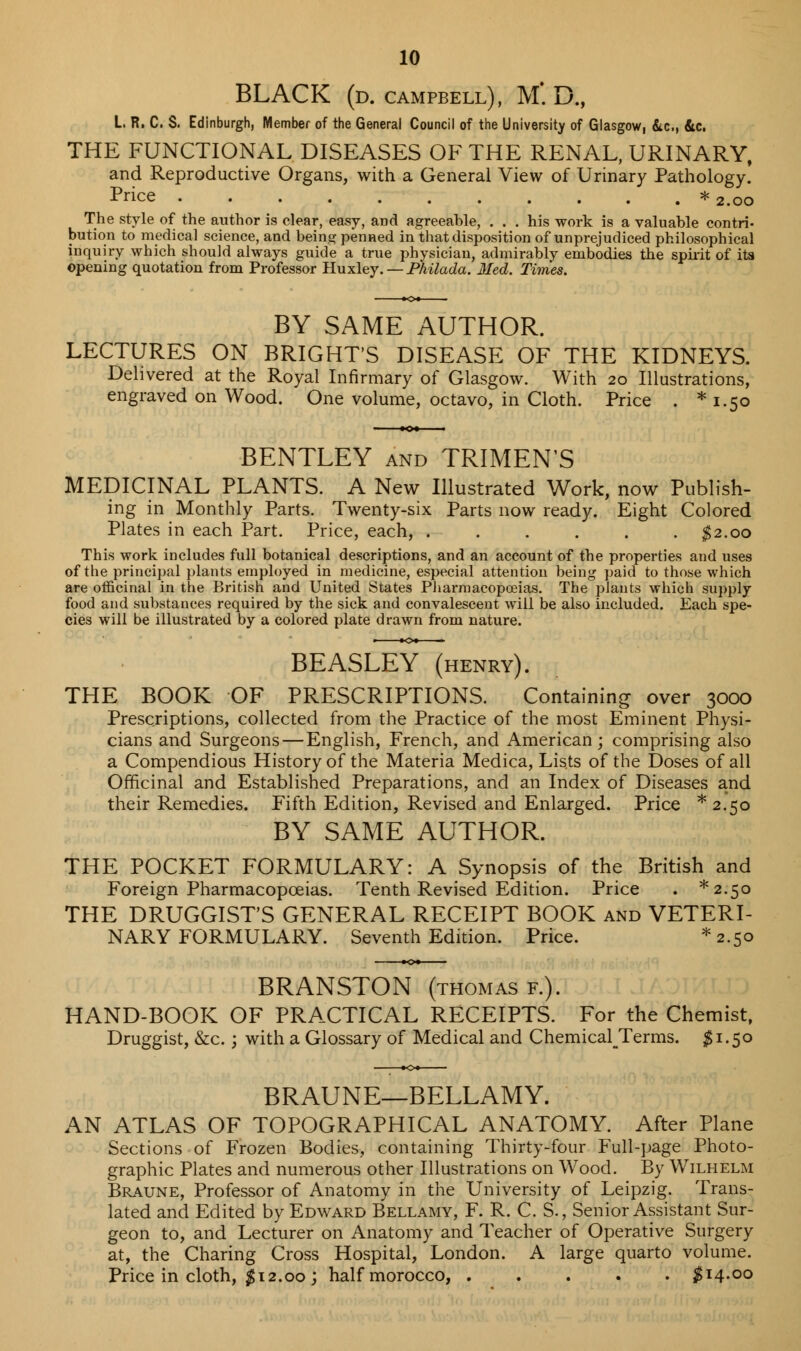 10
BLACK (D. CAMPBELL), M. D.,
L. R. C. S. Edinburgh, Member of the General Council of the University of Glasgow, &c., &c.
THE FUNCTIONAL DISEASES OF THE RENAL, URINARY,
and Reproductive Organs, with a General View of Urinary Pathology.
Price . . . . . . . . . . . * 2.00
The style of the author is clear, easy, and agreeable, . . . his work is a valuable contri-
bution to medical science, and being penned in that disposition of unprejudiced philosophical
inquiry which should always guide a true physician, admirably embodies the spirit of its
opening quotation from Professor Huxley. — Philada. Med. Times.
BY SAME AUTHOR.
LECTURES ON BRIGHT'S DISEASE OF THE KIDNEYS.
Delivered at the Royal Infirmary of Glasgow. With 20 Illustrations,
engraved on Wood. One volume, octavo, in Cloth. Price . * 1.50
BENTLEY AND TRIMEN'S
MEDICINAL PLANTS. A New Illustrated Work, now Publish-
ing in Monthly Parts. Twenty-six Parts now ready. Eight Colored
Plates in each Part. Price, each, . . . . . . $2.00
This work includes full botanical descriptions, and an account of the properties and uses
of the principal plants employed in medicine, especial attention being paid to those which
are officinal in the British and United States Pharmacopœias. The plants which supply
food and substances required by the sick and convalescent will be also included. Each spe-
cies will be illustrated by a colored plate drawn from nature.
BEASLEY (HENRY).
THE BOOK OF PRESCRIPTIONS. Containing over 3000
Prescriptions, collected from the Practice of the most Eminent Physi-
cians and Surgeons—English, French, and American; comprising also
a Compendious History of the Materia Medica, Lists of the Doses of all
Officinal and Established Preparations, and an Index of Diseases and
their Remedies. Fifth Edition, Revised and Enlarged. Price * 2.50
BY SAME AUTHOR.
THE POCKET FORMULARY: A Synopsis of the British and
Foreign Pharmacopœias. Tenth Revised Edition. Price . * 2.50
THE DRUGGIST'S GENERAL RECEIPT BOOK AND VETERI-
NARY FORMULARY. Seventh Edition. Price. * 2.50
BRANSTON (THOMAS F.).
HAND-BOOK OF PRACTICAL RECEIPTS. For the Chemist,
Druggist, &c.; with a Glossary of Medical and Chemical Terms. $1.50
BRAUNE—BELLAMY.
AN ATLAS OF TOPOGRAPHICAL ANATOMY. After Plane
Sections of Frozen Bodies, containing Thirty-four Full-page Photo-
graphic Plates and numerous other Illustrations on Wood. By WILHELM
BRAUNE, Professor of Anatomy in the University of Leipzig. Trans-
lated and Edited by EDWARD BELLAMY, F. R. C. S., Senior Assistant Sur-
geon to, and Lecturer on Anatomy and Teacher of Operative Surgery
at, the Charing Cross Hospital, London. A large quarto volume.
Price in cloth, $12.00; half morocco, . . . . . $14.00